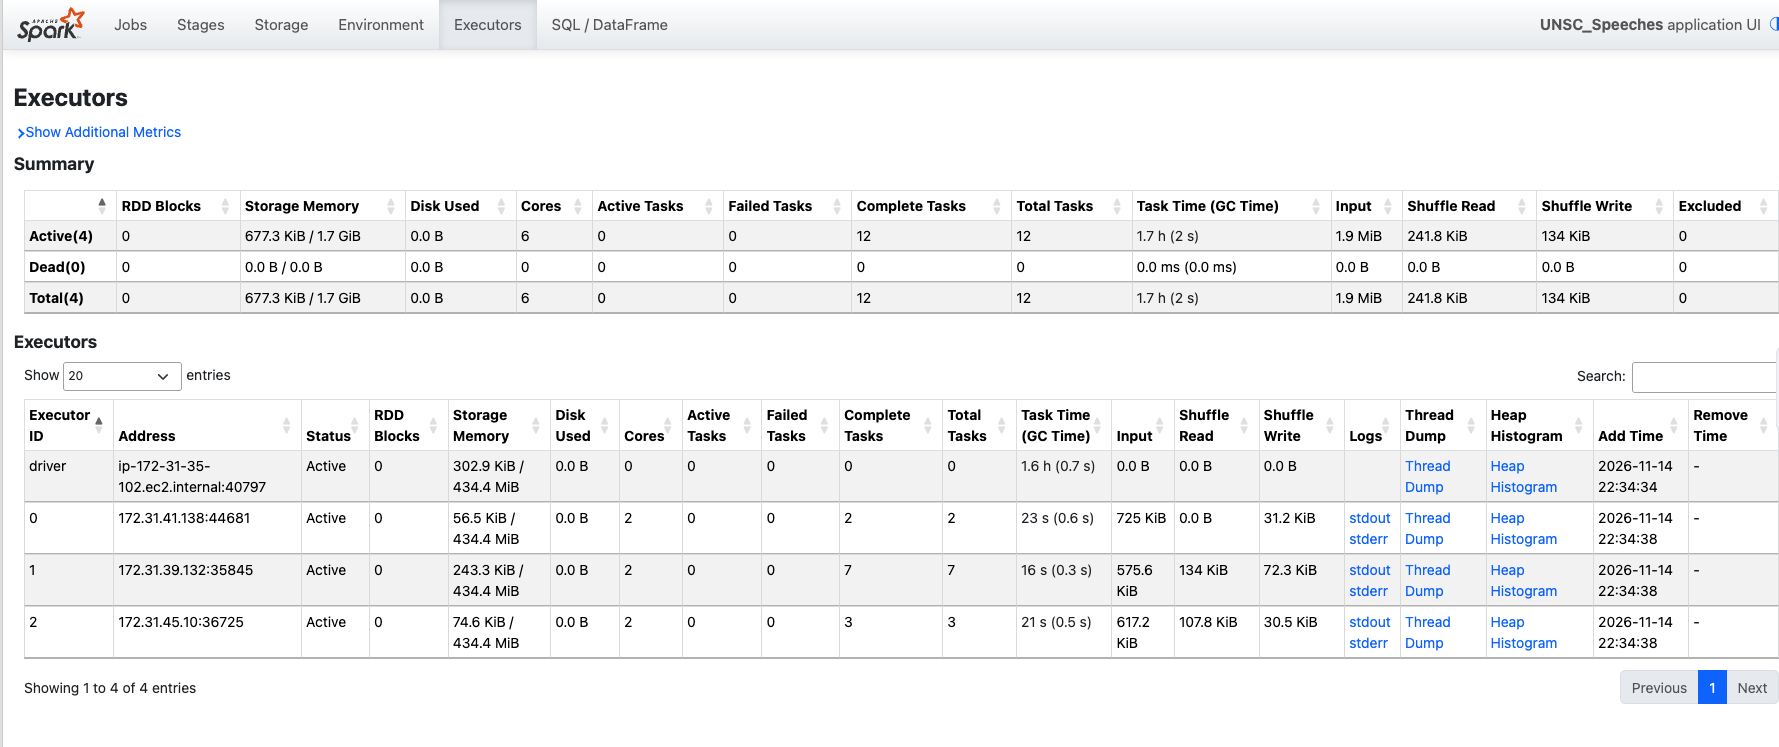 APACHE
Spark
Jobs Stages Storage Environment Executors SQL / DataFrame UNSC_Speeches application UI
Executors
Show Additional Metrics
Summary
RDD Blocks Storage Memory Disk Used Cores Active Tasks Failed Tasks Complete Tasks Total Tasks Task Time (GC Time) Input Shuffle Read Shuffle Write Excluded
Active(4) 0 677.3 KiB / 1.7 GiB 0.0 B 6 0 0 12 12 1.7 h (2 s) 1.9 MiB 241.8 KiB 134 KiB 0
Dead(0) 0 0.0 B / 0.0 B 0.0 B 0 0 0 0 0 0.0 ms (0.0 ms) 0.0 B 0.0 B 0.0 B 0
Total(4) 0 677.3 KiB / 1.7 GiB 0.0 B 6 0 0 12 12 1.7 h (2 s) 1.9 MiB 241.8 KiB 134 KiB 0
Executors
Show 20 entries Search:
Executor RDD Storage Disk Active Failed Complete Total Task Time Shuffle Shuffle Thread Heap Remove
ID Address Status Blocks Memory Used Cores Tasks Tasks Tasks Tasks (GC Time) Input Read Write Logs Dump Histogram Add Time Time
driver ip-172-31-35- Active 0 302.9 KiB / 0.0 B 0 0 0 0 0 1.6 h (0.7 s) 0.0 B 0.0 B 0.0 B Thread Heap 2026-11-14 -
102.ec2.internal:40797 434.4 MiB Dump Histogram 22:34:34
0 172.31.41.138:44681 Active 0 56.5 KiB / 0.0 B 2 0 0 2 2 23 s (0.6 s) 725 KiB 0.0 B 31.2 KiB stdout Thread Heap 2026-11-14 -
434.4 MiB stderr Dump Histogram 22:34:38
1 172.31.39.132:35845 Active 0 243.3 KiB / 0.0 B 2 0 0 7 7 16 s (0.3 s) 575.6 134 KiB 72.3 KiB stdout Thread Heap 2026-11-14 -
434.4 MiB KiB stderr Dump Histogram 22:34:38
2 172.31.45.10:36725 Active 0 74.6 KiB / 0.0 B 2 0 0 3 3 21 s (0.5 s) 617.2 107.8 KiB 30.5 KiB stdout Thread Heap 2026-11-14 -
434.4 MiB KiB stderr Dump Histogram 22:34:38
Showing 1 to 4 of 4 entries Previous 1 Next